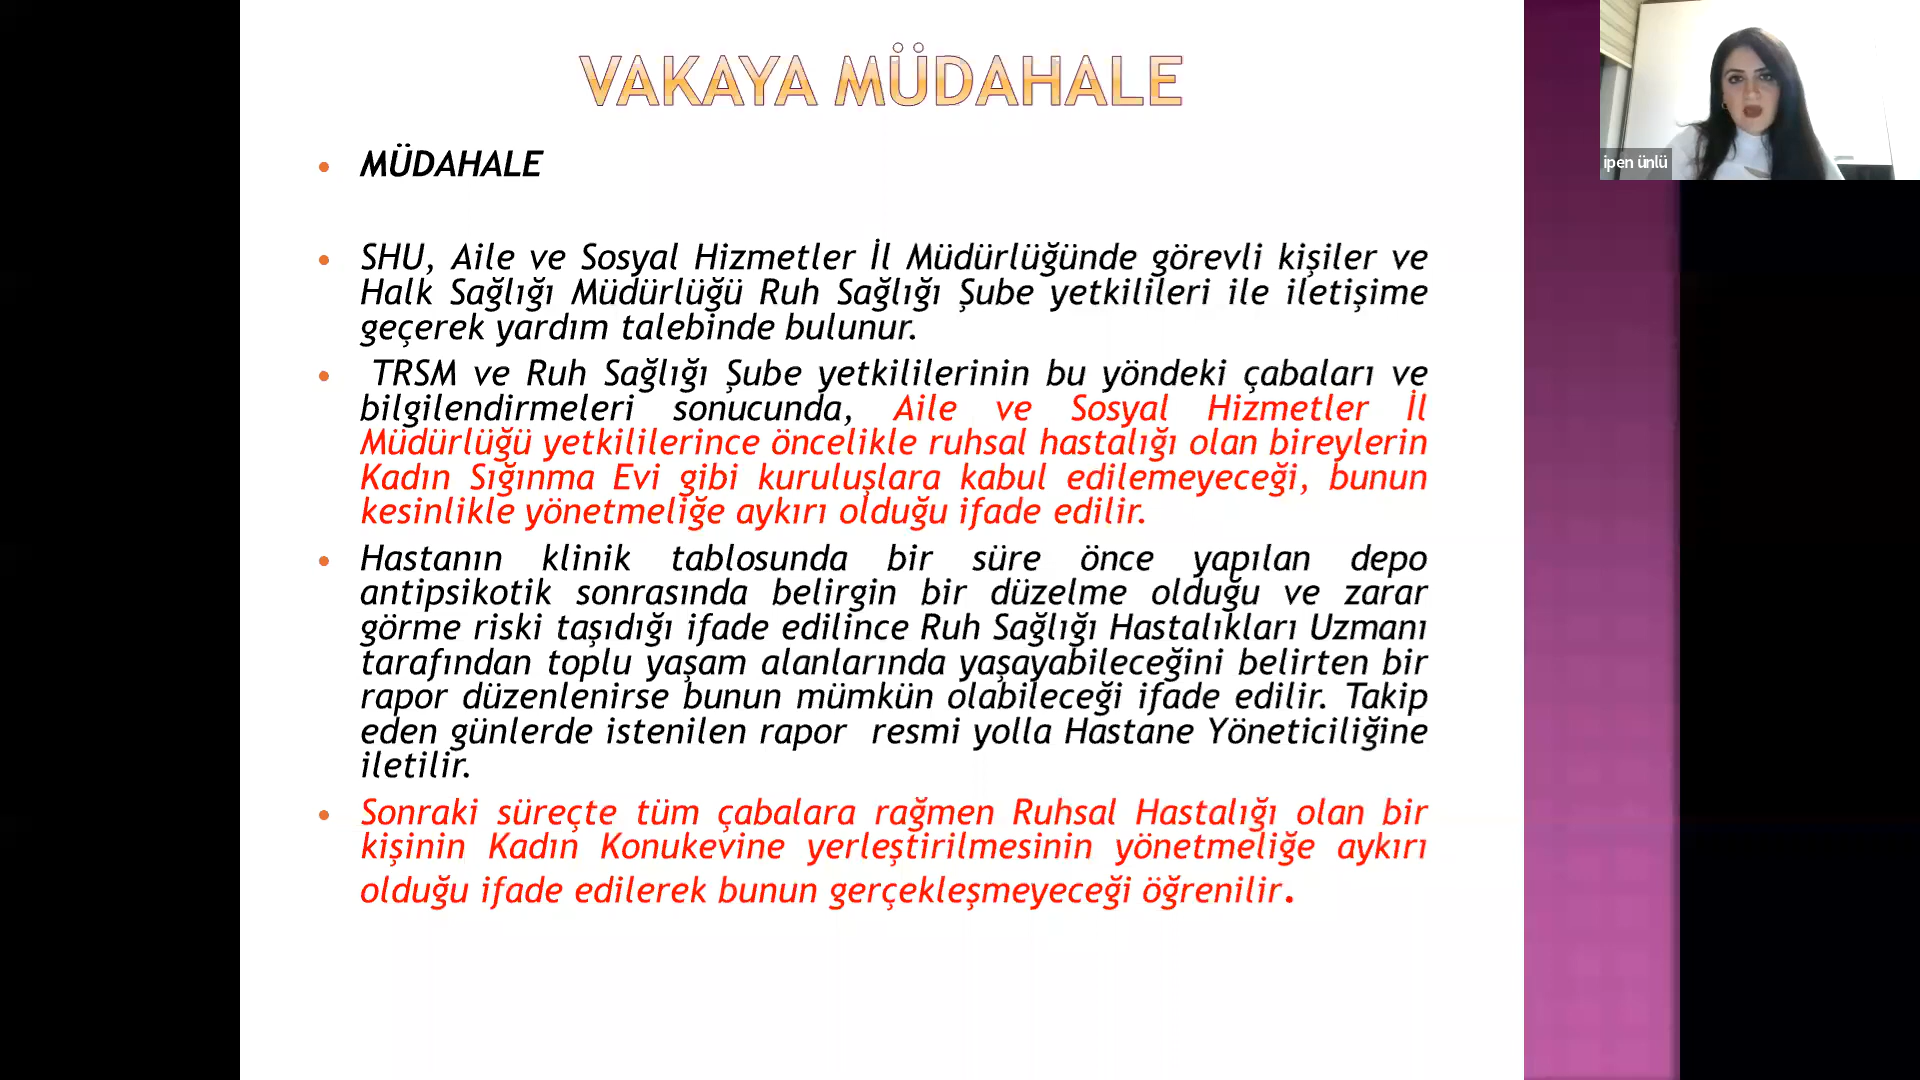 VAKAYA MÜDAHALE
ipen ünlü
• MÜDAHALE
• SHU, Aile ve Sosyal Hizmetler İl Müdürlüğünde görevli kişiler ve
Halk Sağlığı Müdürlüğü Ruh Sağlığı Şube yetkilileri ile iletişime
geçerek yardım talebinde bulunur.
• TRSM ve Ruh Sağlığı Şube yetkililerinin bu yöndeki çabaları ve
bilgilendirmeleri sonucunda, Aile ve Sosyal Hizmetler İl
Müdürlüğü yetkililerince öncelikle ruhsal hastalığı olan bireylerin
Kadın Sığınma Evi gibi kuruluşlara kabul edilemeyeceği, bunun
kesinlikle yönetmeliğe aykırı olduğu ifade edilir.
• Hastanın klinik tablosunda bir süre önce yapılan depo
antipsikotik sonrasında belirgin bir düzelme olduğu ve zarar
görme riski taşıdığı ifade edilince Ruh Sağlığı Hastalıkları Uzmanı
tarafından toplu yaşam alanlarında yaşayabileceğini belirten bir
rapor düzenlenirse bunun mümkün olabileceği ifade edilir. Takip
eden günlerde istenilen rapor resmi yolla Hastane Yöneticiliğine
iletilir.
• Sonraki süreçte tüm çabalara rağmen Ruhsal Hastalığı olan bir
kişinin Kadın Konukevine yerleştirilmesinin yönetmeliğe aykırı
olduğu ifade edilerek bunun gerçekleşmeyeceği öğrenilir.